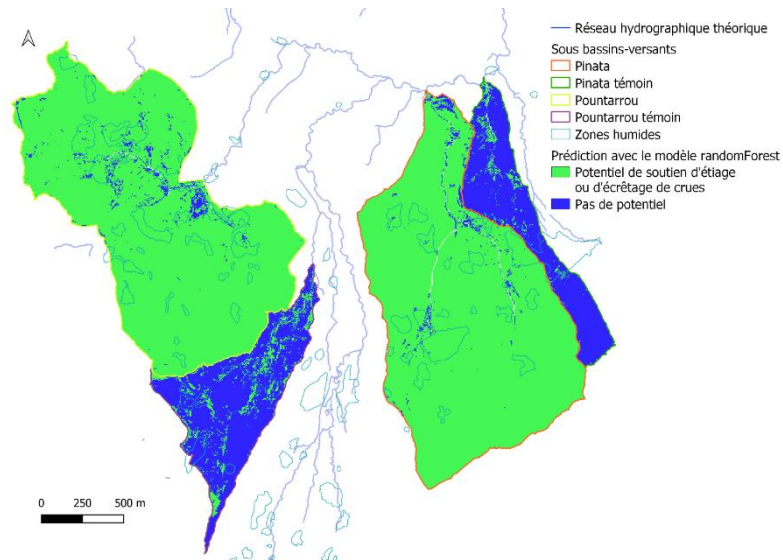 Réseau hydrographique théorique
Sous bassins-versants
Pinata
Pinata témoin
Pountarrou
Pountarrou témoin
Zones humides
Prédiction avec le modèle randomForest
Potentiel de soutien d'étiage
ou d'écrêtage de crues
Pas de potentiel
0 250 500 m